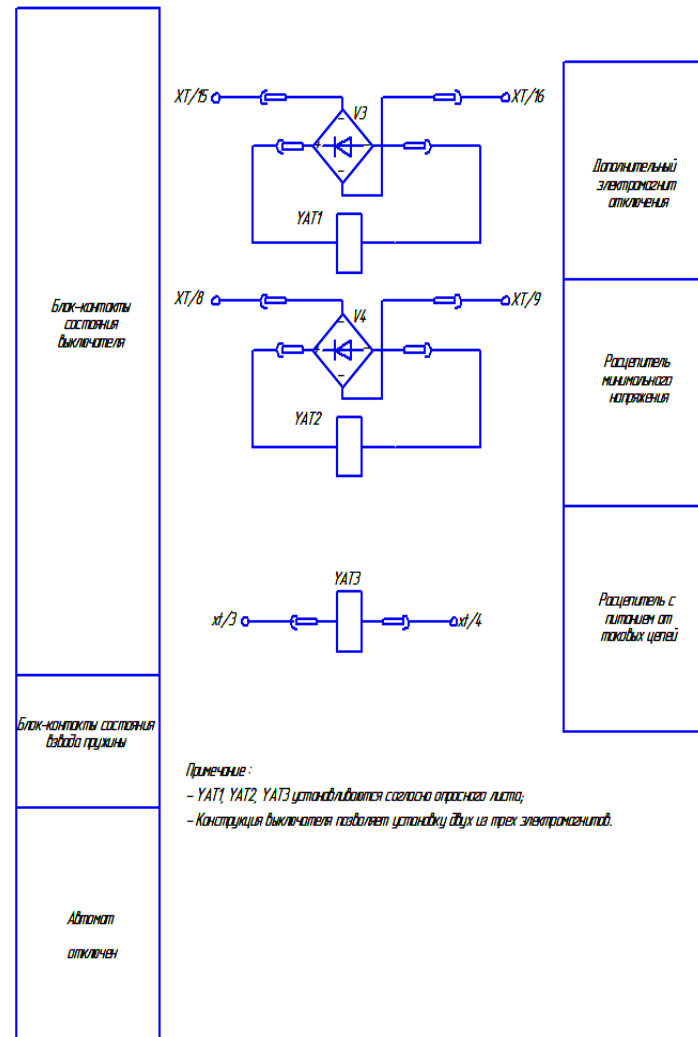 Блок-контакты
состояния
выключателя
Блок-контакты состояния
взвода пружины
Автомат
отключен
XT/15
XT/16
V3
YAT1
XT/8
XT/9
V4
YAT2
YAT3
xt/3
xt/4
Дополнительный
электромагнит
отключения
Расцепитель
минимального
напряжения
Расцепитель с
питанием от
токовых цепей
Примечание :
- YAT1, YAT2, YAT3 устанавливаются согласно опросного листа;
- Конструкция выключателя позволяет установку двух из трех электромагнитов.